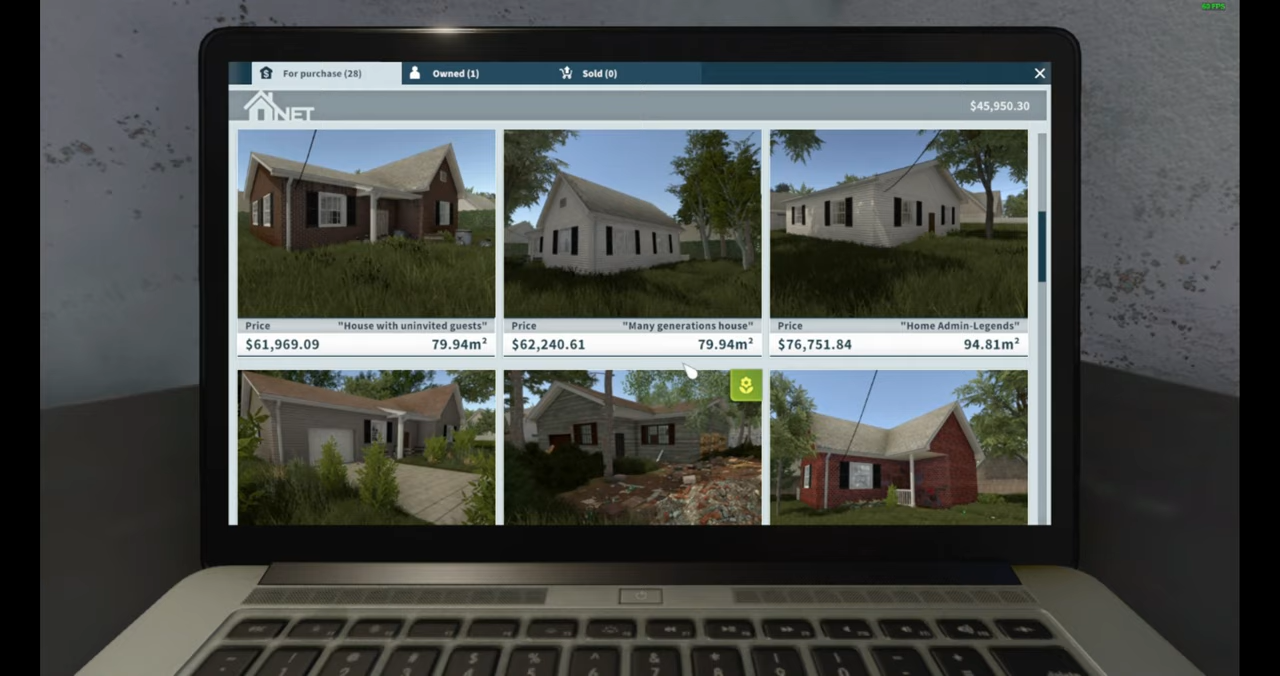 60 FPS
For purchase (28)
Owned (1)
Sold (0)
NET
$45,950.30
Price "House with uninvited guests"
$61,969.09 79.94m²
Price "Many generations house"
$62,240.61 79.94m²
Price "Home Admin-Legends"
$76,751.84 94.81m²